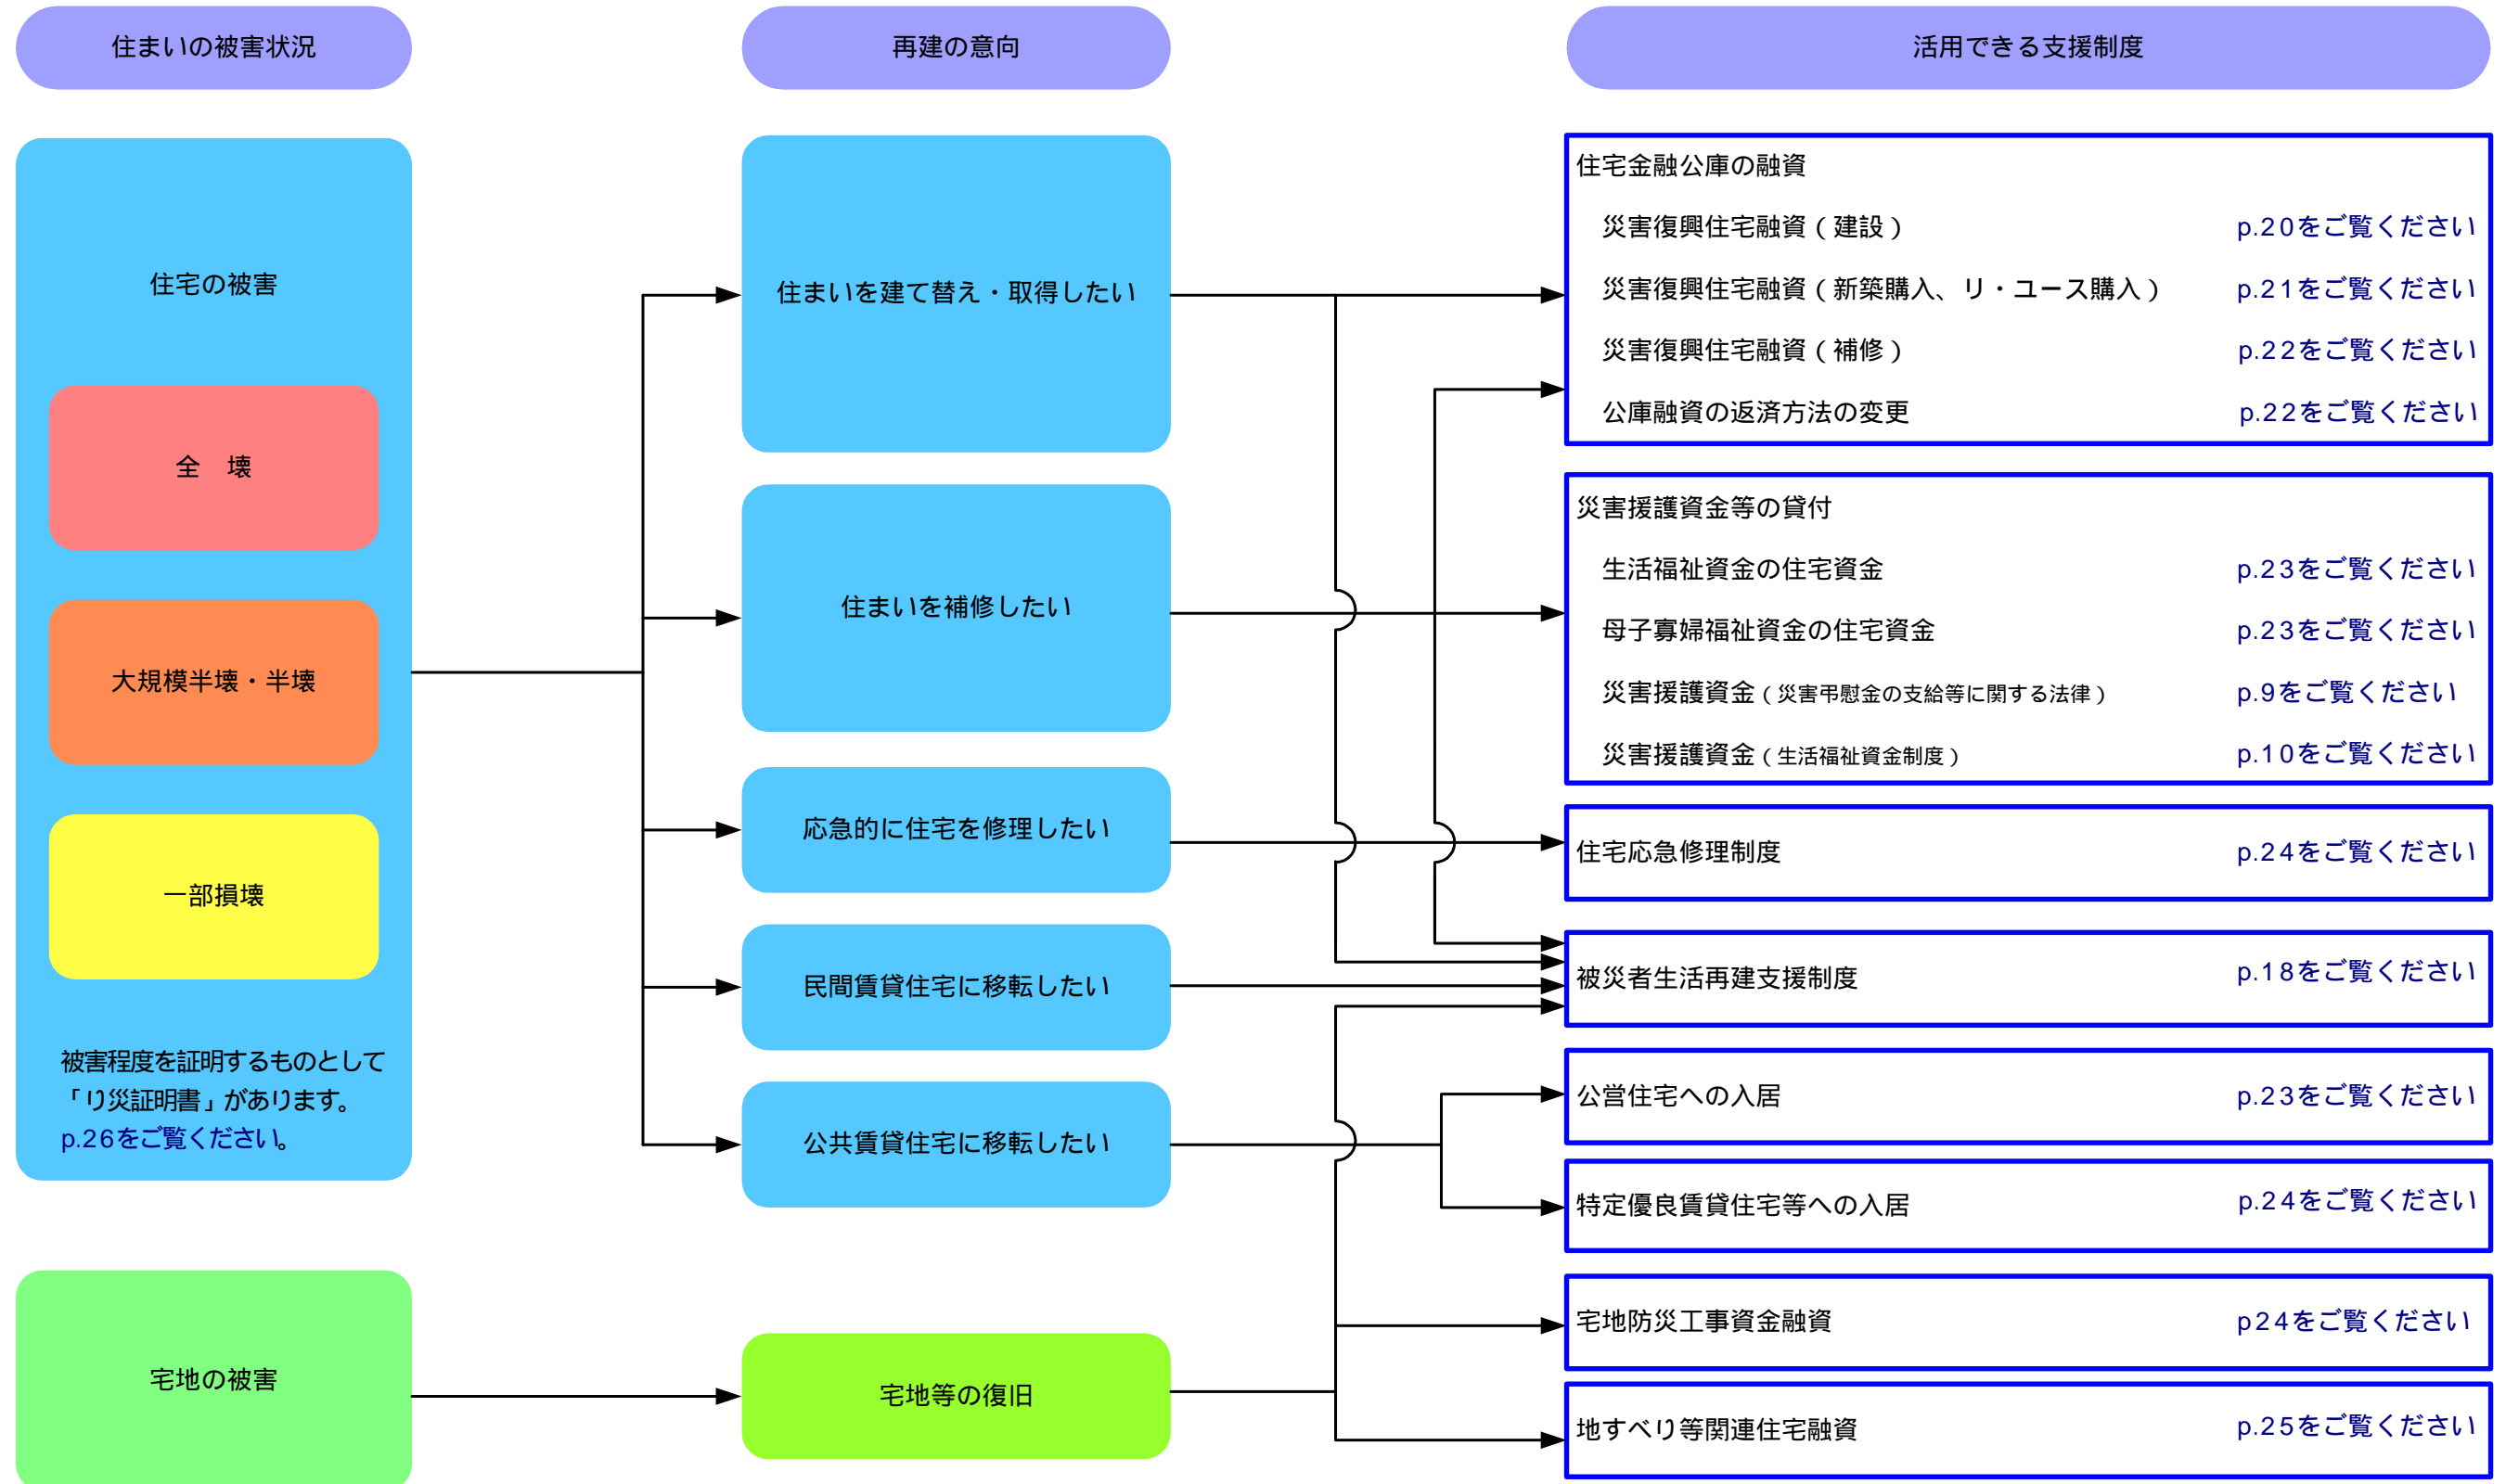 住まいの被害状況
再建の意向
活用できる支援制度
住宅の被害
全　壊
大規模半壊・半壊
一部損壊
被害程度を証明するものとして
「り災証明書」があります。
p.26をご覧ください。
宅地の被害
住まいを建て替え・取得したい
住まいを補修したい
応急的に住宅を修理したい
民間賃貸住宅に移転したい
公共賃貸住宅に移転したい
宅地等の復旧
住宅金融公庫の融資
災害復興住宅融資（建設） p.20をご覧ください
災害復興住宅融資（新築購入、リ・ユース購入） p.21をご覧ください
災害復興住宅融資（補修） p.22をご覧ください
公庫融資の返済方法の変更 p.22をご覧ください
災害援護資金等の貸付
生活福祉資金の住宅資金 p.23をご覧ください
母子寡婦福祉資金の住宅資金 p.23をご覧ください
災害援護資金（災害弔慰金の支給等に関する法律） p.9をご覧ください
災害援護資金（生活福祉資金制度） p.10をご覧ください
住宅応急修理制度 p.24をご覧ください
被災者生活再建支援制度 p.18をご覧ください
公営住宅への入居 p.23をご覧ください
特定優良賃貸住宅等への入居 p.24をご覧ください
宅地防災工事資金融資 p24をご覧ください
地すべり等関連住宅融資 p.25をご覧ください